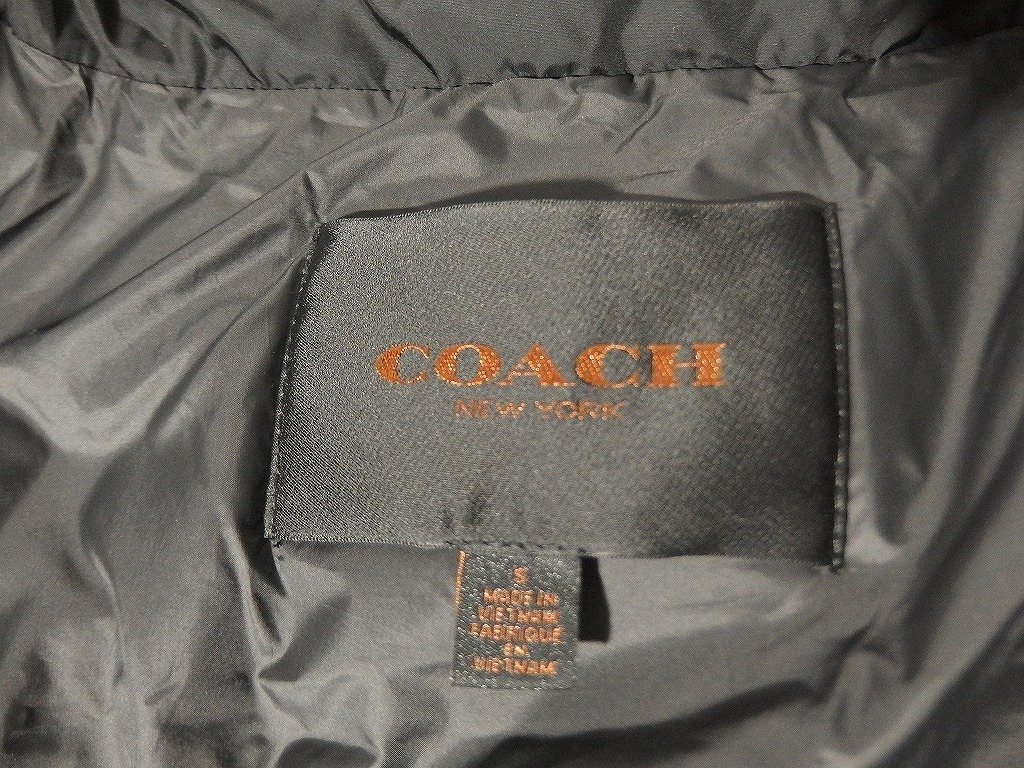 COACH
NEW YORK
S
MADE IN
VIETNAM
FABRIQUÉ
EN
VIETNAM